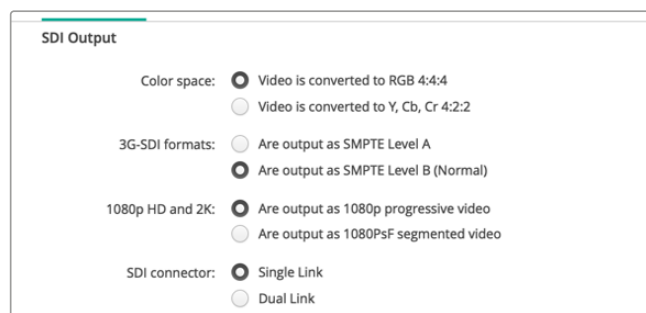 SDI Output
Color space: Video is converted to RGB 4:4:4
Video is converted to Y, Cb, Cr 4:2:2
3G-SDI formats: Are output as SMPTE Level A
Are output as SMPTE Level B (Normal)
1080p HD and 2K: Are output as 1080p progressive video
Are output as 1080PsF segmented video
SDI connector: Single Link
Dual Link